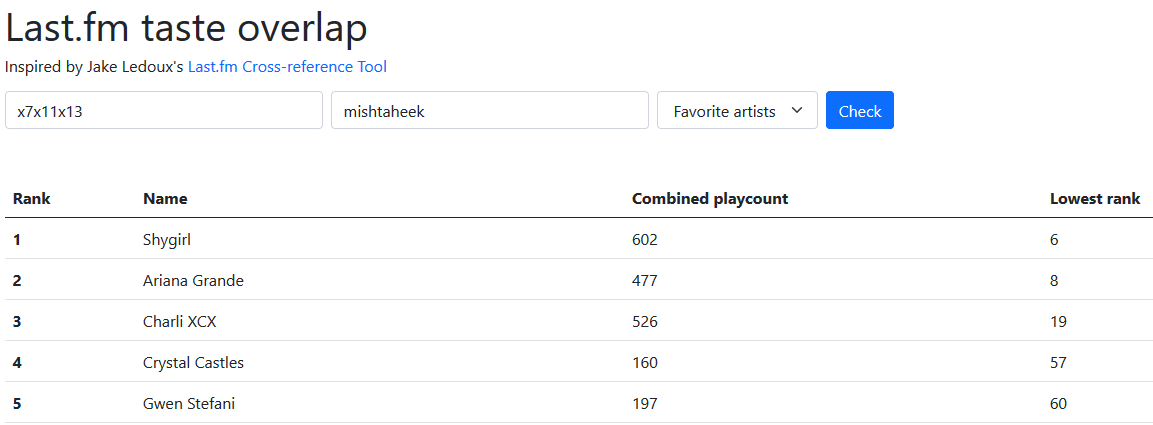 Last.fm taste overlap
Inspired by Jake Ledoux's Last.fm Cross-reference Tool
x7x11x13 mishtaheek Favorite artists Check
Rank Name Combined playcount Lowest rank
1 Shygirl 602 6
2 Ariana Grande 477 8
3 Charli XCX 526 19
4 Crystal Castles 160 57
5 Gwen Stefani 197 60